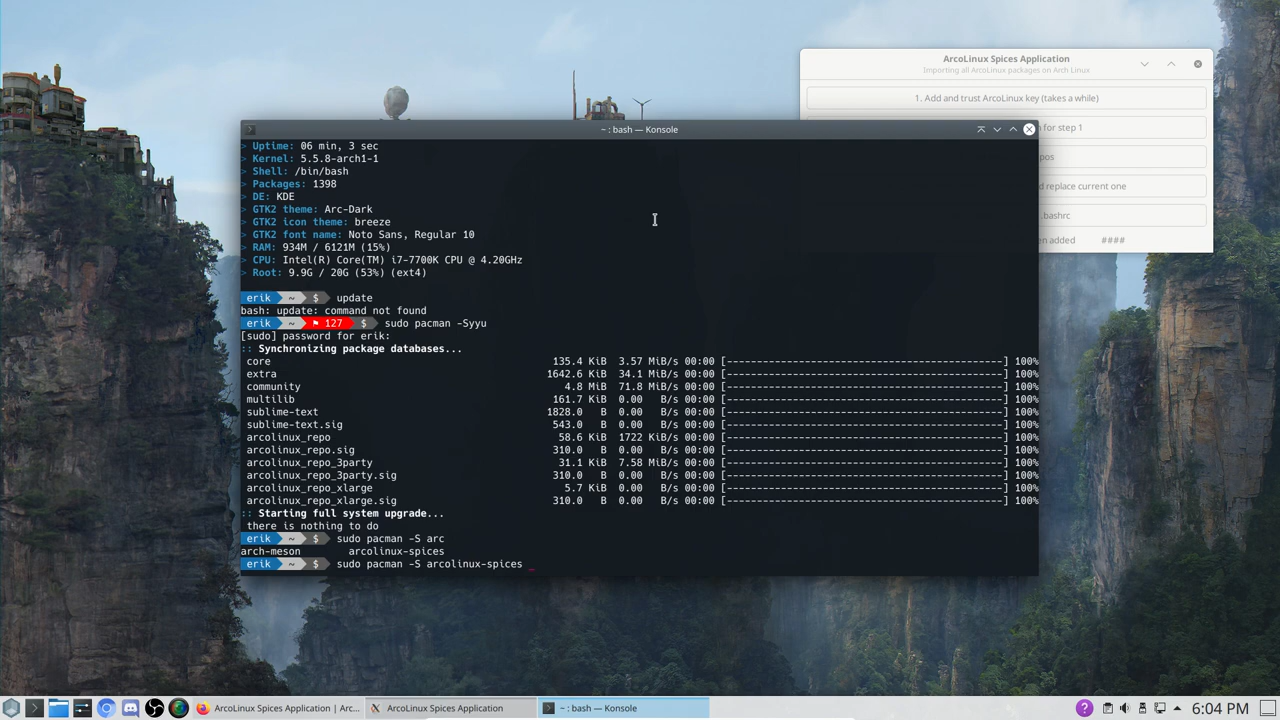 ArcoLinux Spices Application
Importing all ArcoLinux packages on Arch Linux
1. Add and trust ArcoLinux key (takes a while)
for step 1
pos
d replace current one
.bashrc
en added ####
~ : bash — Konsole
> Uptime: 06 min, 3 sec
> Kernel: 5.5.8-arch1-1
> Shell: /bin/bash
> Packages: 1398
> DE: KDE
> GTK2 theme: Arc-Dark
> GTK2 icon theme: breeze
> GTK2 font name: Noto Sans, Regular 10
> RAM: 934M / 6121M (15%)
> CPU: Intel(R) Core(TM) i7-7700K CPU @ 4.20GHz
> Root: 9.9G / 20G (53%) (ext4)
erik ~ $ update
bash: update: command not found
erik ~ ⚑ 127 $ sudo pacman -Syyu
[sudo] password for erik:
:: Synchronizing package databases...
core 135.4 KiB 3.57 MiB/s 00:00 [----------------------------------------------] 100%
extra 1642.6 KiB 34.1 MiB/s 00:00 [----------------------------------------------] 100%
community 4.8 MiB 71.8 MiB/s 00:00 [----------------------------------------------] 100%
multilib 161.7 KiB 0.00 B/s 00:00 [----------------------------------------------] 100%
sublime-text 1828.0 B 0.00 B/s 00:00 [----------------------------------------------] 100%
sublime-text.sig 543.0 B 0.00 B/s 00:00 [----------------------------------------------] 100%
arcolinux_repo 58.6 KiB 1722 KiB/s 00:00 [----------------------------------------------] 100%
arcolinux_repo.sig 310.0 B 0.00 B/s 00:00 [----------------------------------------------] 100%
arcolinux_repo_3party 31.1 KiB 7.58 MiB/s 00:00 [----------------------------------------------] 100%
arcolinux_repo_3party.sig 310.0 B 0.00 B/s 00:00 [----------------------------------------------] 100%
arcolinux_repo_xlarge 5.7 KiB 0.00 B/s 00:00 [----------------------------------------------] 100%
arcolinux_repo_xlarge.sig 310.0 B 0.00 B/s 00:00 [----------------------------------------------] 100%
:: Starting full system upgrade...
there is nothing to do
erik ~ $ sudo pacman -S arc
arch-meson arcolinux-spices
erik ~ $ sudo pacman -S arcolinux-spices _
ArcoLinux Spices Application | Arc... ArcoLinux Spices Application ~ : bash — Konsole 6:04 PM